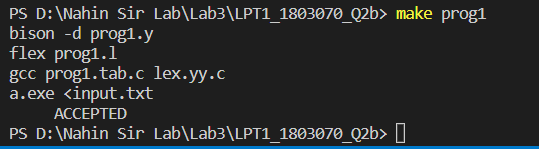 PS D:\Nahin Sir Lab\Lab3\LPT1_1803070_Q2b> make prog1
bison -d prog1.y
flex prog1.l
gcc prog1.tab.c lex.yy.c
a.exe <input.txt
ACCEPTED
PS D:\Nahin Sir Lab\Lab3\LPT1_1803070_Q2b>